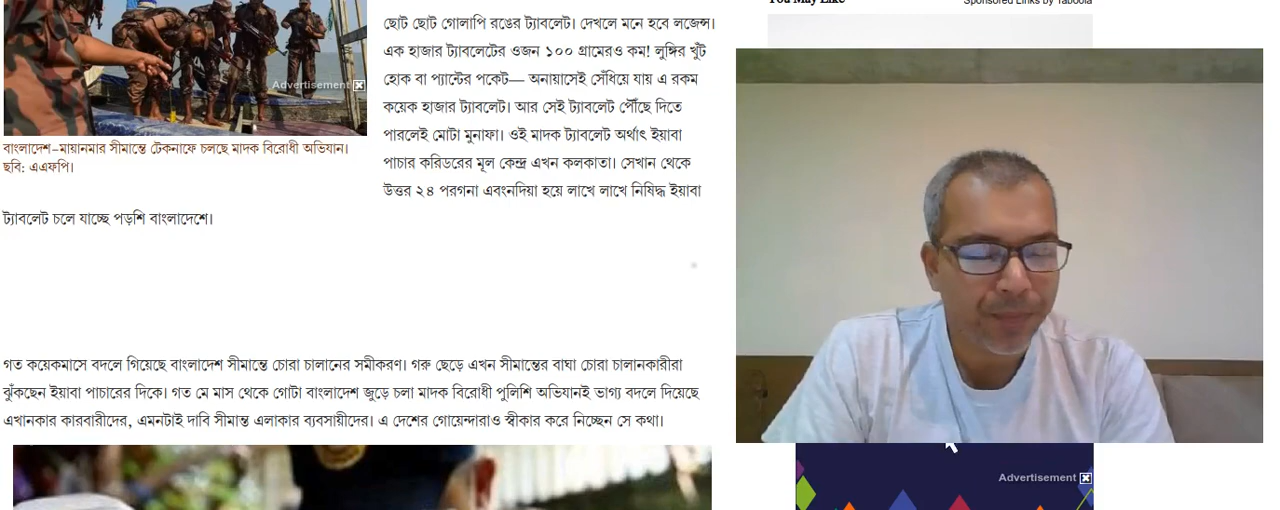 You May Like
Sponsored Links by Taboola
ছোট ছোট গোলাপি রঙের ট্যাবলেট। দেখলে মনে হবে লজেন্স।
এক হাজার ট্যাবলেটের ওজন ১০০ গ্রামেরও কম! লুঙ্গির খুঁট
হোক বা প্যান্টের পকেট— অনায়াসেই সেঁধিয়ে যায় এ রকম
কয়েক হাজার ট্যাবলেট। আর সেই ট্যাবলেট পৌঁছে দিতে
পারলেই মোটা মুনাফা। ওই মাদক ট্যাবলেট অর্থাৎ ইয়াবা
পাচার করিডরের মূল কেন্দ্র এখন কলকাতা। সেখান থেকে
উত্তর ২৪ পরগনা এবংনদিয়া হয়ে লাখে লাখে নিষিদ্ধ ইয়াবা
ট্যাবলেট চলে যাচ্ছে পড়শি বাংলাদেশে।
Advertisement
বাংলাদেশ-মায়ানমার সীমান্তে টেকনাফে চলছে মাদক বিরোধী অভিযান।
ছবি: এএফপি।
গত কয়েকমাসে বদলে গিয়েছে বাংলাদেশ সীমান্তে চোরা চালানের সমীকরণ। গরু ছেড়ে এখন সীমান্তের বাঘা চোরা চালানকারীরা
ঝুঁকছেন ইয়াবা পাচারের দিকে। গত মে মাস থেকে গোটা বাংলাদেশ জুড়ে চলা মাদক বিরোধী পুলিশি অভিযানই ভাগ্য বদলে দিয়েছে
এখানকার কারবারীদের, এমনটাই দাবি সীমান্ত এলাকার ব্যবসায়ীদের। এ দেশের গোয়েন্দারাও স্বীকার করে নিচ্ছেন সে কথা।
Advertisement